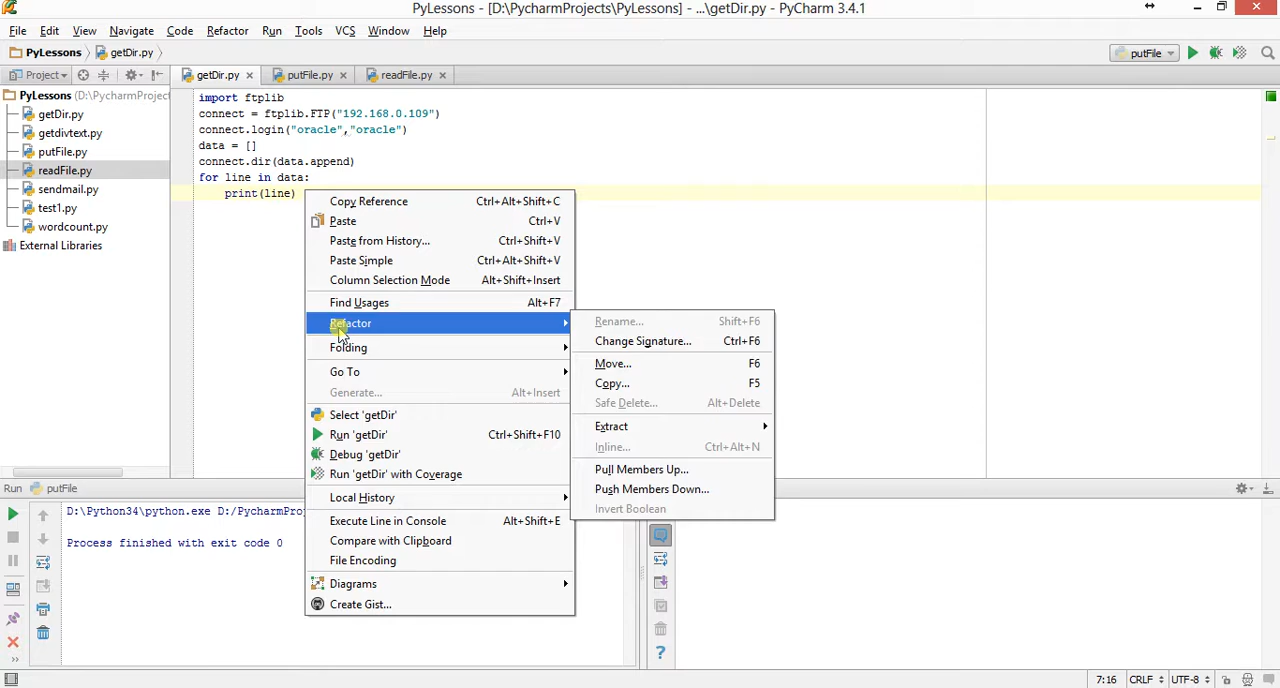 PyLessons - [D:\PycharmProjects\PyLessons] - ...\getDir.py - PyCharm 3.4.1
File Edit View Navigate Code Refactor Run Tools VCS Window Help
PyLessons getDir.py putFile
Project getDir.py putFile.py readFile.py
PyLessons (D:\PycharmProject
getDir.py
getdivtext.py
putFile.py
readFile.py
sendmail.py
test1.py
wordcount.py
External Libraries
import ftplib
connect = ftplib.FTP("192.168.0.109")
connect.login("oracle","oracle")
data = []
connect.dir(data.append)
for line in data:
print(line)
Copy Reference Ctrl+Alt+Shift+C
Paste Ctrl+V
Paste from History... Ctrl+Shift+V
Paste Simple Ctrl+Alt+Shift+V
Column Selection Mode Alt+Shift+Insert
Find Usages Alt+F7
Refactor
Folding
Go To
Generate... Alt+Insert
Select 'getDir'
Run 'getDir' Ctrl+Shift+F10
Debug 'getDir'
Run 'getDir' with Coverage
Local History
Execute Line in Console Alt+Shift+E
Compare with Clipboard
File Encoding
Diagrams
Create Gist...
Rename... Shift+F6
Change Signature... Ctrl+F6
Move... F6
Copy... F5
Safe Delete... Alt+Delete
Extract
Inline... Ctrl+Alt+N
Pull Members Up...
Push Members Down...
Invert Boolean
Run putFile
D:\Python34\python.exe D:/PycharmProj
Process finished with exit code 0
7:16 CRLF UTF-8